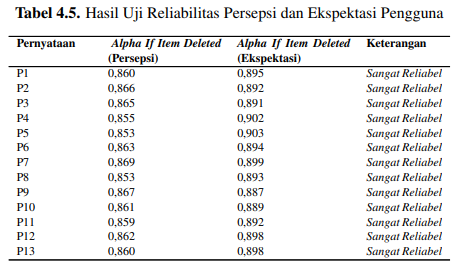 Tabel 4.5. Hasil Uji Reliabilitas Persepsi dan Ekspektasi Pengguna
Pernyataan Alpha If Item Deleted Alpha If Item Deleted Keterangan
(Persepsi) (Ekspektasi)
P1 0,860 0,895 Sangat Reliabel
P2 0,866 0,892 Sangat Reliabel
P3 0,865 0,891 Sangat Reliabel
P4 0,855 0,902 Sangat Reliabel
P5 0,853 0,903 Sangat Reliabel
P6 0,863 0,894 Sangat Reliabel
P7 0,869 0,899 Sangat Reliabel
P8 0,853 0,893 Sangat Reliabel
P9 0,867 0,887 Sangat Reliabel
P10 0,861 0,889 Sangat Reliabel
P11 0,859 0,892 Sangat Reliabel
P12 0,862 0,898 Sangat Reliabel
P13 0,860 0,898 Sangat Reliabel